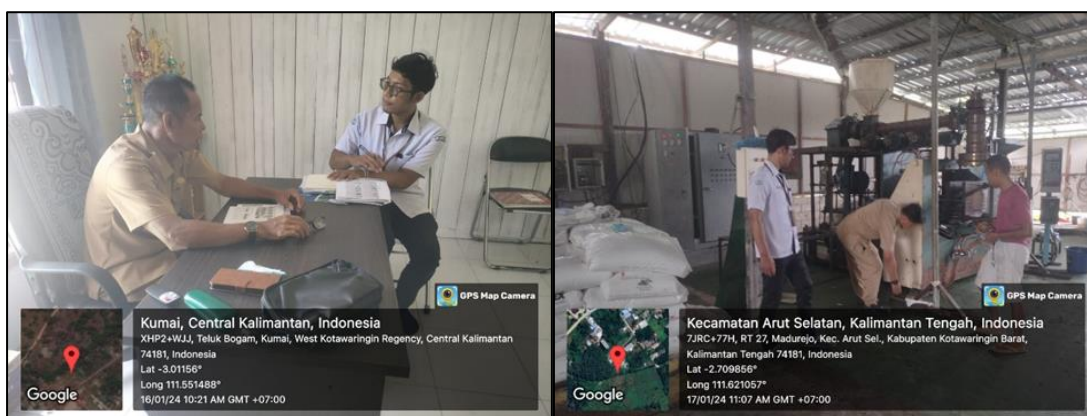 GPS Map Camera
Kumai, Central Kalimantan, Indonesia
XHP2+WJJ, Teluk Bogam, Kumai, West Kotawaringin Regency, Central Kalimantan
74181, Indonesia
Lat -3.01156°
Long 111.551488°
16/01/24 10:21 AM GMT +07:00
Google
GPS Map Camera
Kecamatan Arut Selatan, Kalimantan Tengah, Indonesia
7JRC+77H, RT 27, Madurejo, Kec. Arut Sel., Kabupaten Kotawaringin Barat,
Kalimantan Tengah 74181, Indonesia
Lat -2.709856°
Long 111.621057°
17/01/24 11:07 AM GMT +07:00
Google